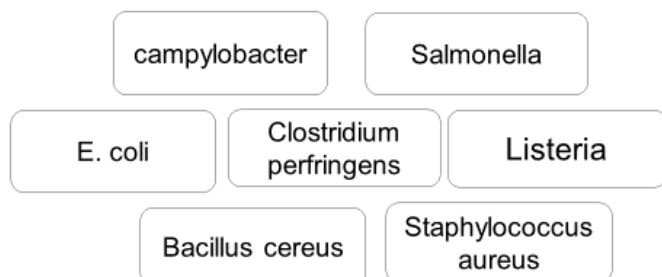 campylobacter
Salmonella
E. coli
Clostridium
perfringens
Listeria
Bacillus cereus
Staphylococcus
aureus